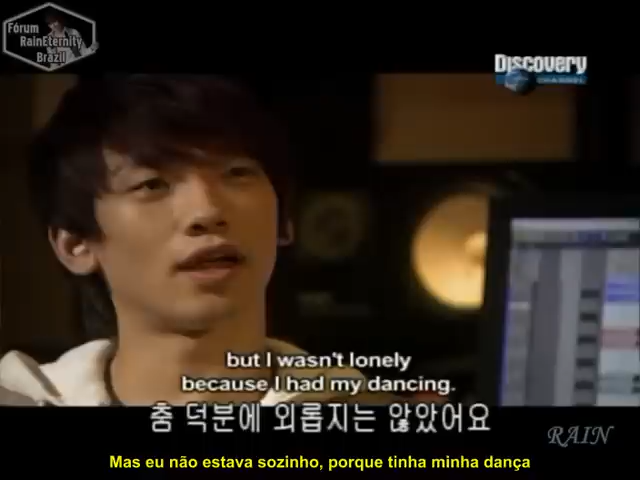 Fórum
RainEternity
Brazil
Discovery
CHANNEL
but I wasn't lonely
because I had my dancing.
춤 덕분에 외롭지는 않았어요
RAIN
Mas eu não estava sozinho, porque tinha minha dança